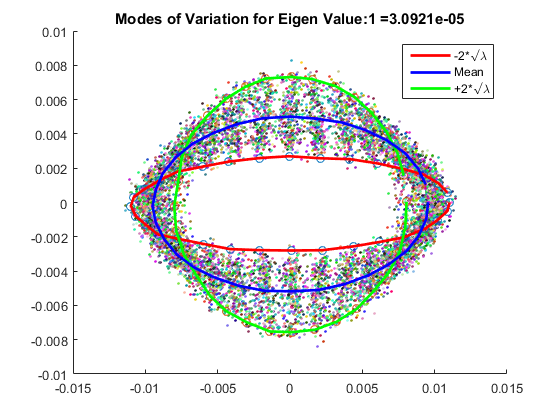 Modes of Variation for Eigen Value:1 =3.0921e-05
0.01
0.008
0.006
0.004
0.002
0
-0.002
-0.004
-0.006
-0.008
-0.01
-2*√λ
Mean
+2*√λ
-0.015 -0.01 -0.005 0 0.005 0.01 0.015